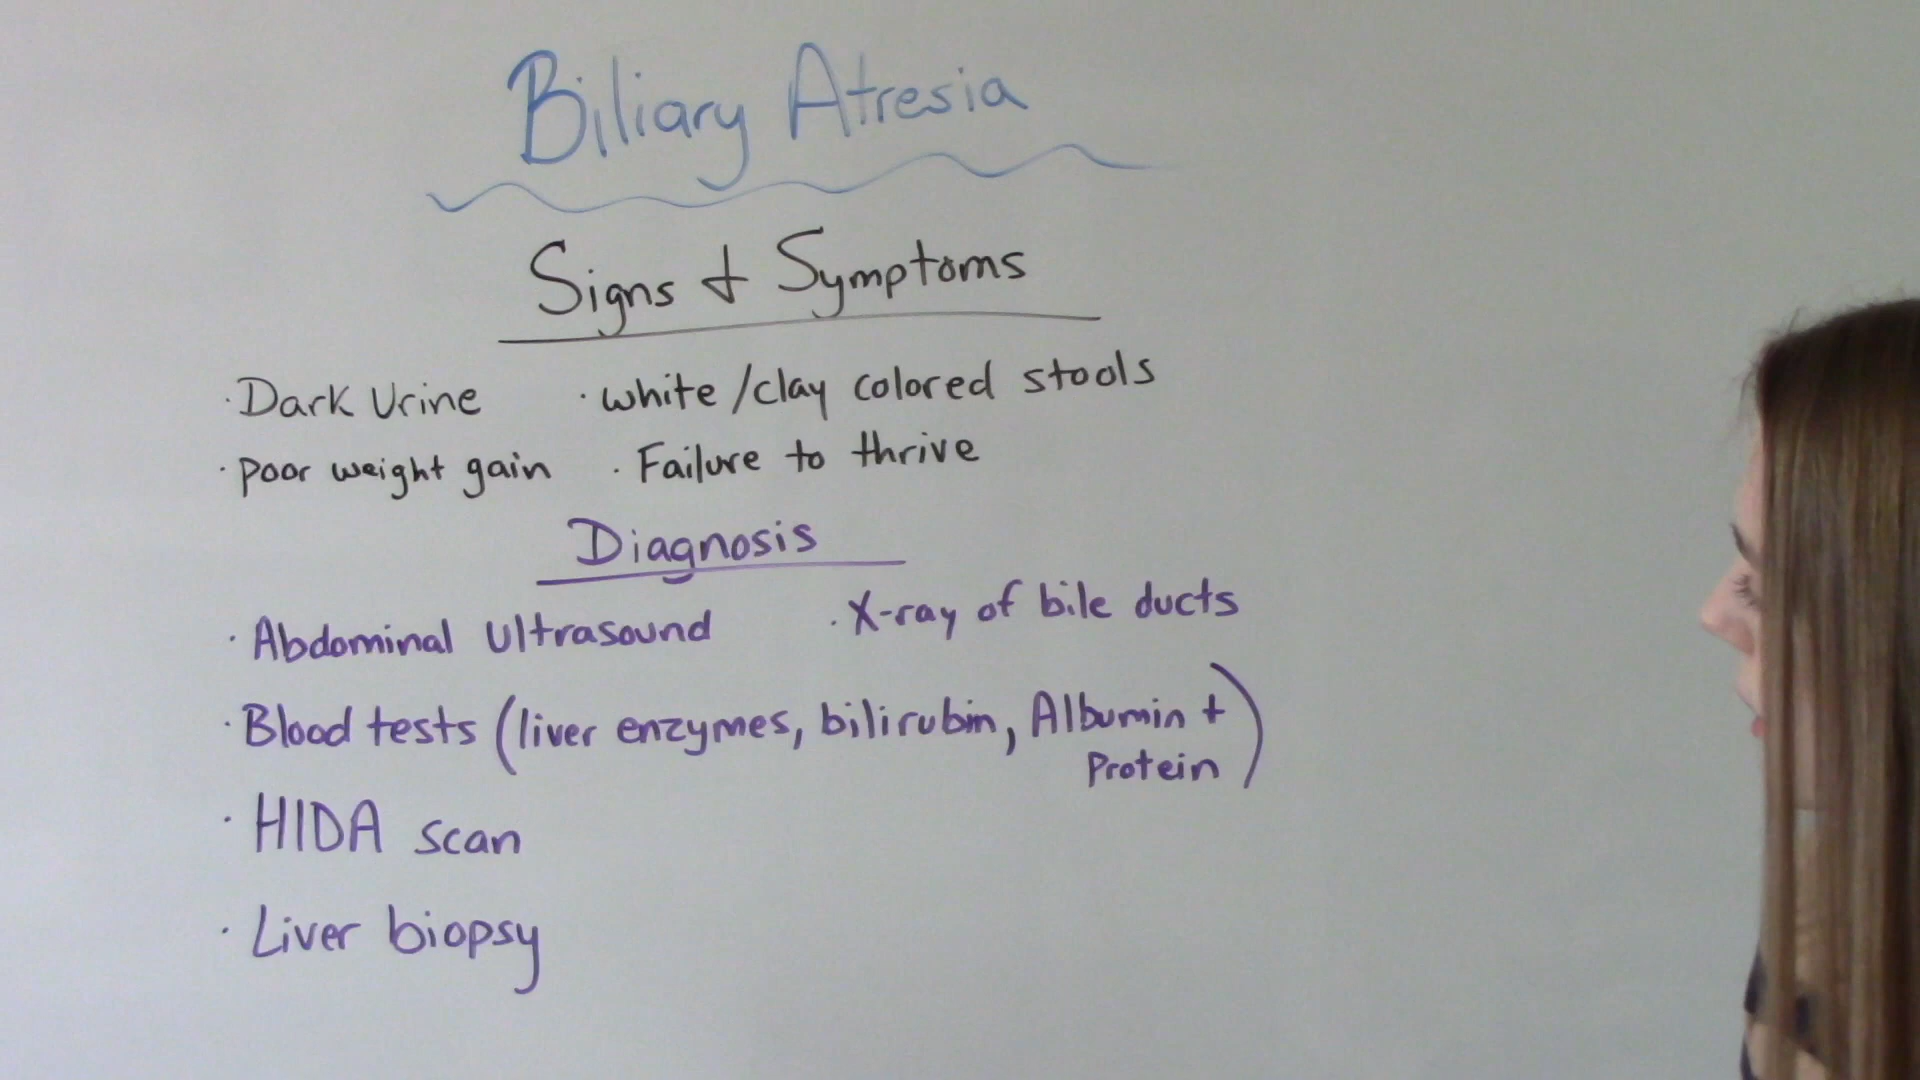 Biliary Atresia
Signs + Symptoms
· Dark Urine · white/clay colored stools
· poor weight gain · Failure to thrive
Diagnosis
· Abdominal Ultrasound · X-ray of bile ducts
· Blood tests (liver enzymes, bilirubin, Albumin +
Protein)
· HIDA scan
· Liver biopsy